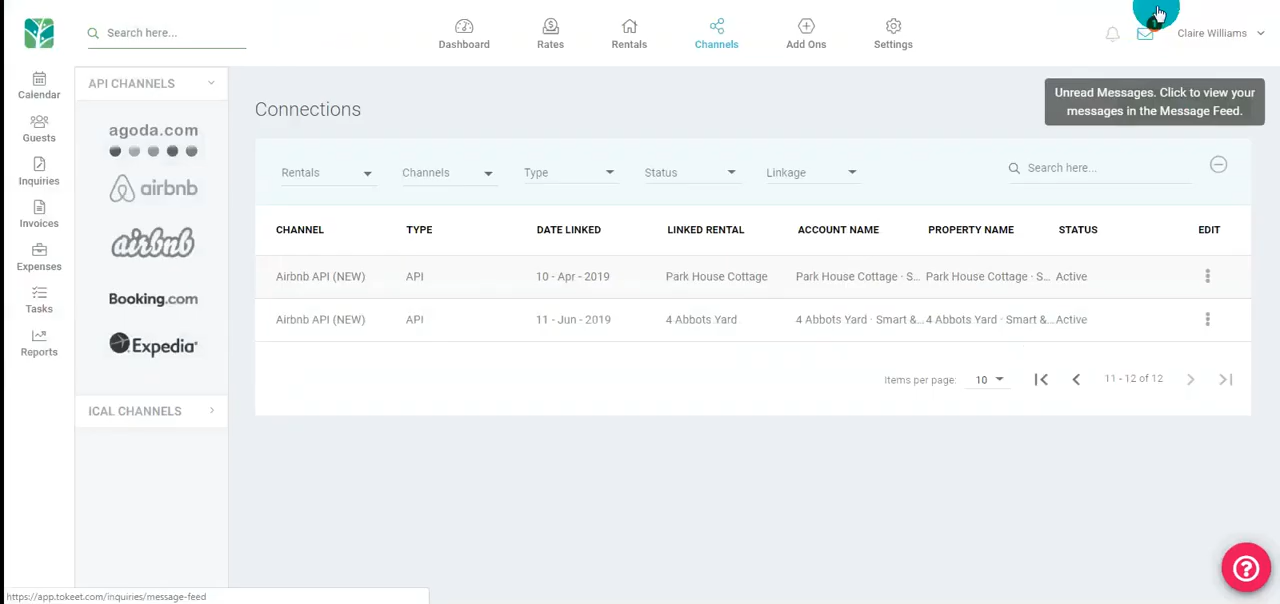 Search here...
Dashboard
Rates
Rentals
Channels
Add Ons
Settings
Claire Williams
Unread Messages. Click to view your
messages in the Message Feed.
Calendar
Guests
Inquiries
Invoices
Expenses
Tasks
Reports
API CHANNELS
agoda.com
airbnb
airbnb
Booking.com
Expedia
ICAL CHANNELS
Connections
Rentals
Channels
Type
Status
Linkage
Search here...
CHANNEL TYPE DATE LINKED LINKED RENTAL ACCOUNT NAME PROPERTY NAME STATUS EDIT
Airbnb API (NEW) API 10 - Apr - 2019 Park House Cottage Park House Cottage · S... Park House Cottage · S... Active
Airbnb API (NEW) API 11 - Jun - 2019 4 Abbots Yard 4 Abbots Yard · Smart &... 4 Abbots Yard · Smart &... Active
Items per page: 10 11 - 12 of 12
https://app.tokeet.com/inquiries/message-feed